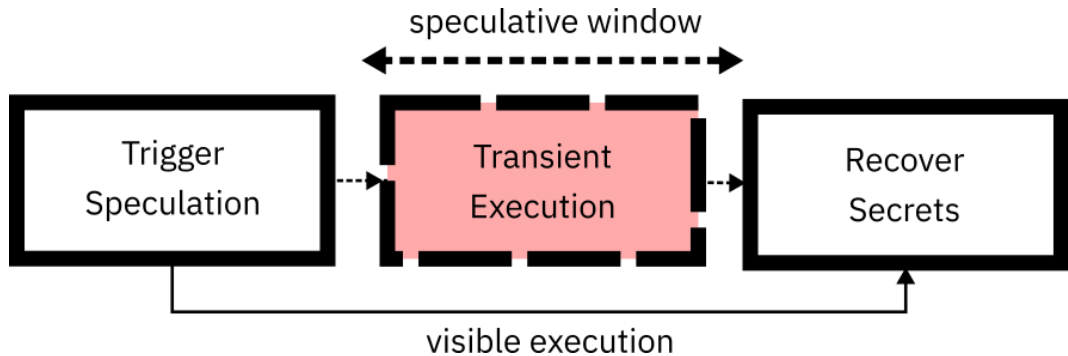 speculative window
Trigger
Speculation
Transient
Execution
Recover
Secrets
visible execution